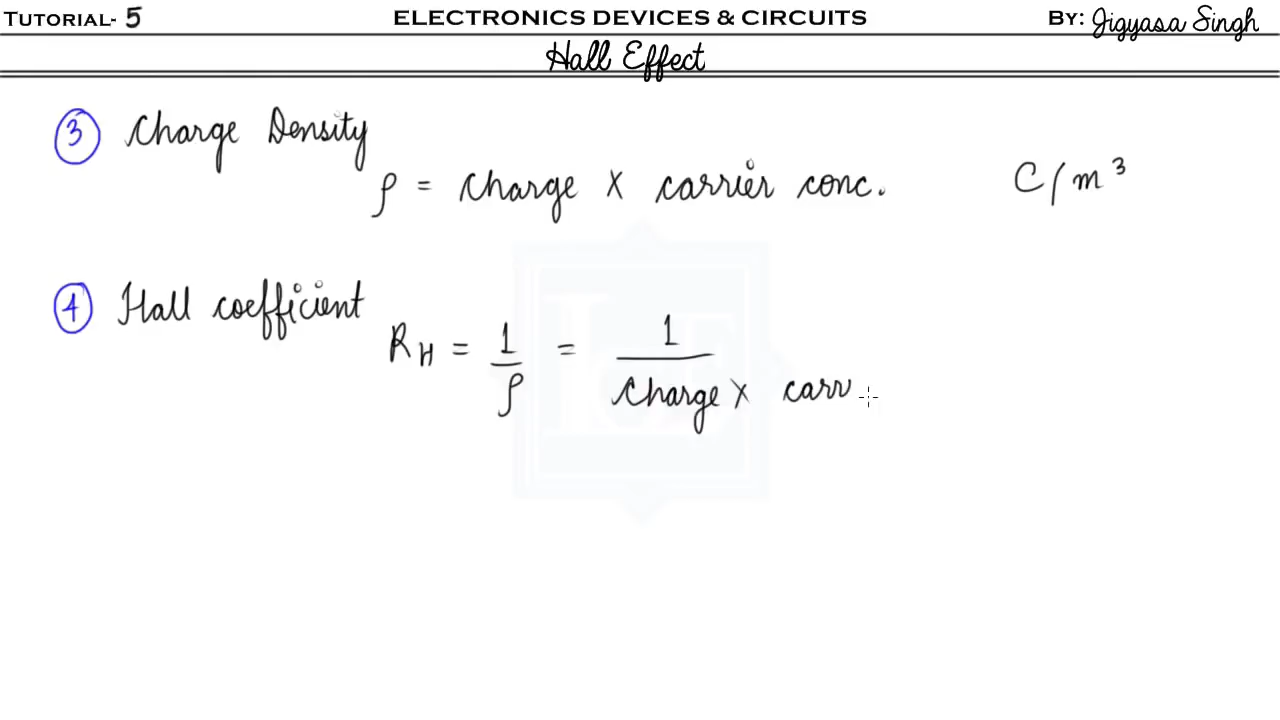 TUTORIAL- 5 ELECTRONICS DEVICES & CIRCUITS BY: Jigyasa Singh
Hall Effect
3 Charge Density
ρ = charge X carrier conc. C/m³
4 Hall coefficient
R_H = 1/ρ = 1/(charge X carr